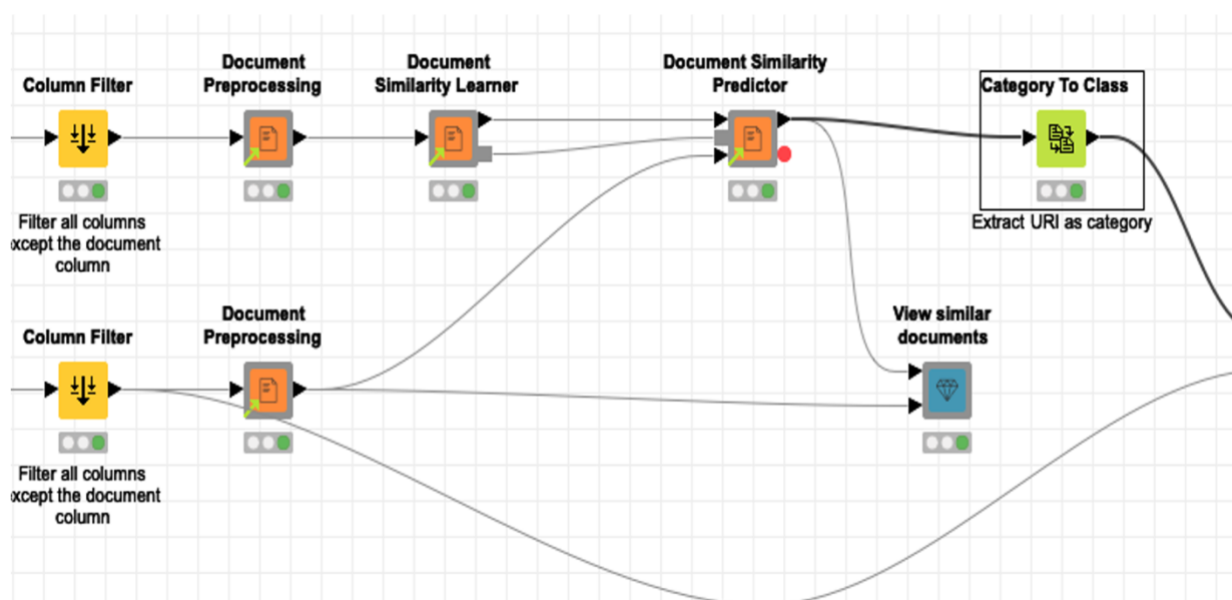 Column Filter
Document
Preprocessing
Document
Similarity Learner
Document Similarity
Predictor
Category To Class
Filter all columns
xcept the document
column
Extract URI as category
Column Filter
Document
Preprocessing
View similar
documents
Filter all columns
xcept the document
column